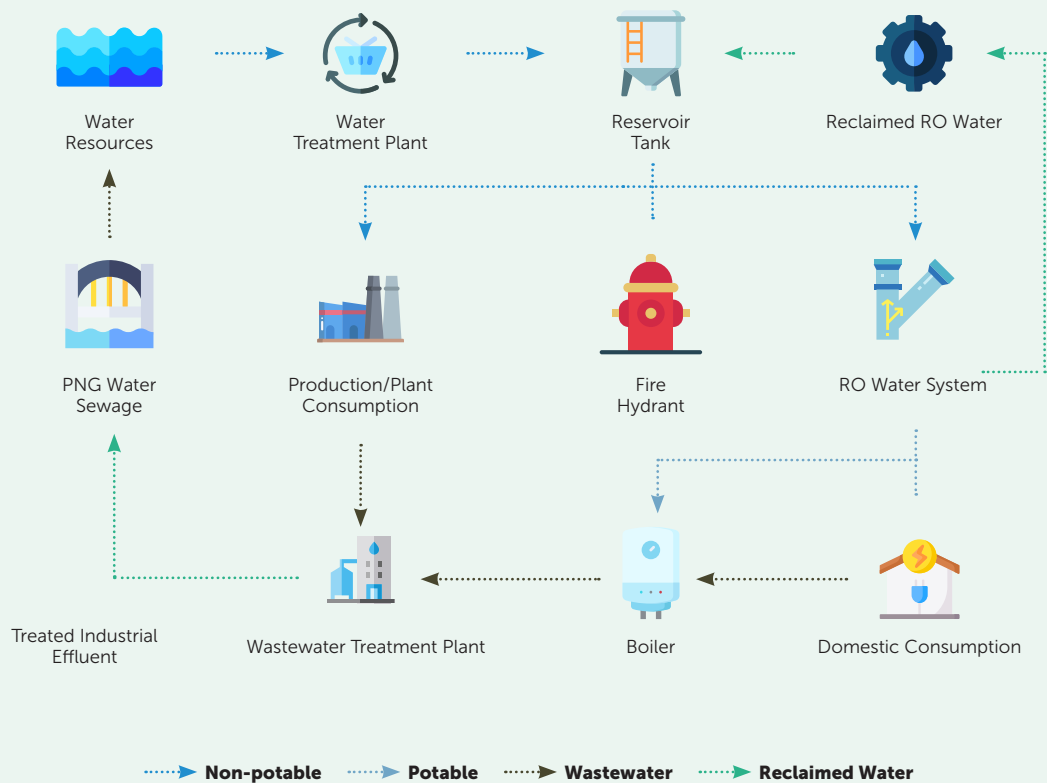 Water
Resources
Water
Treatment Plant
Reservoir
Tank
Reclaimed RO Water
PNG Water
Sewage
Production/Plant
Consumption
Fire
Hydrant
RO Water System
Treated Industrial
Effluent
Wastewater Treatment Plant
Boiler
Domestic Consumption
Non-potable
Potable
Wastewater
Reclaimed Water